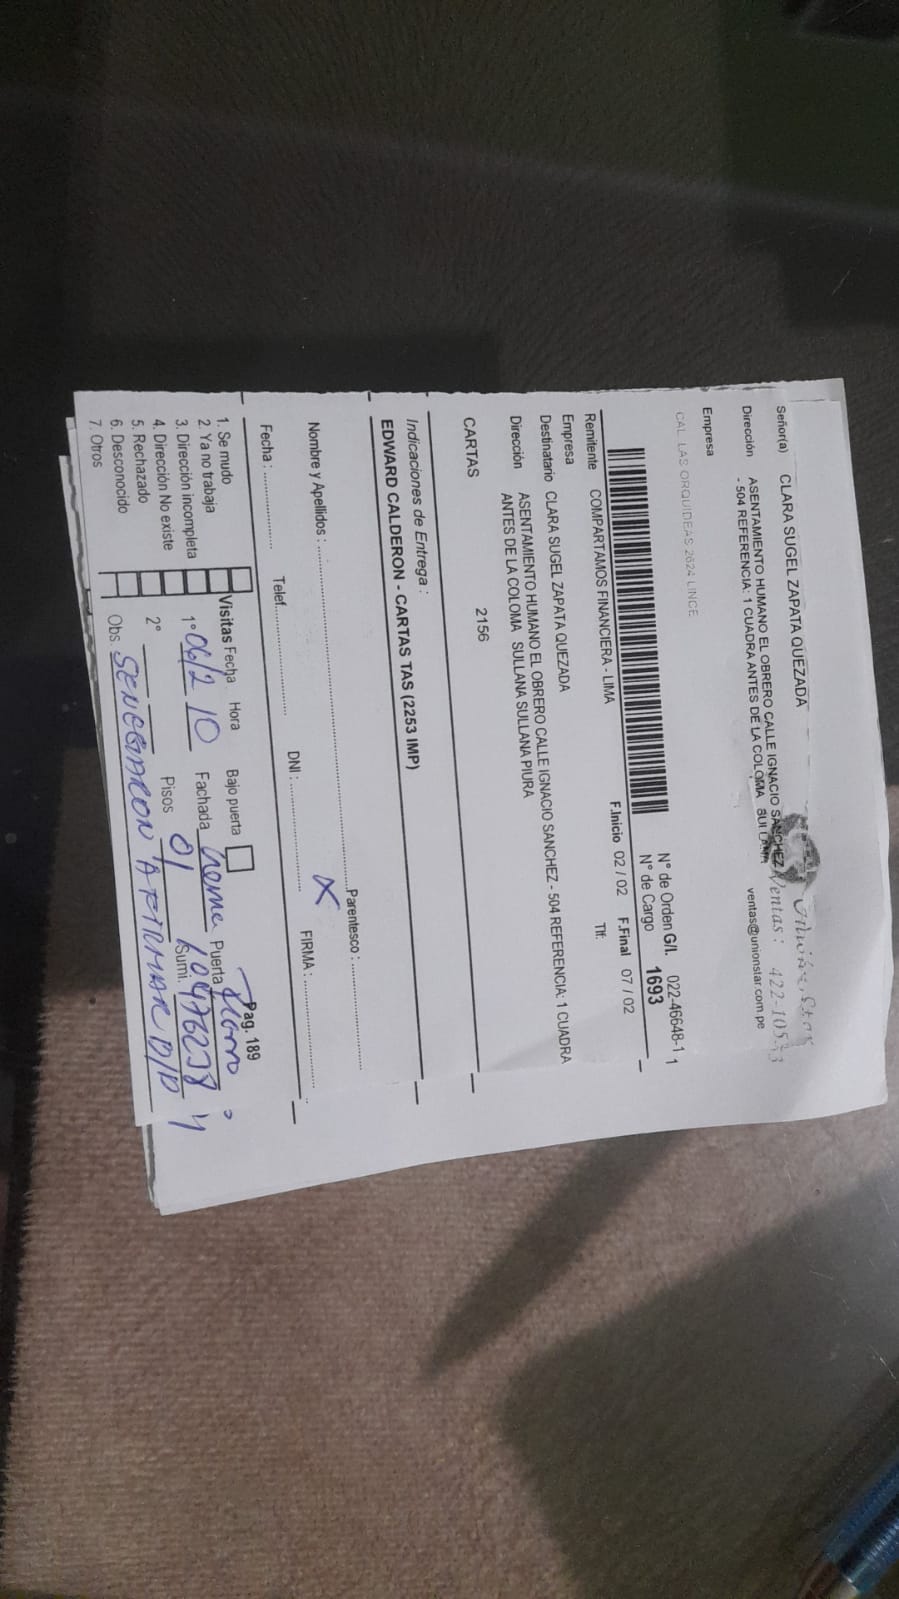 Señor(a) CLARA SUGEL ZAPATA QUEZADA
Dirección ASENTAMIENTO HUMANO EL OBRERO CALLE IGNACIO SANCHEZ
- 504 REFERENCIA: 1 CUADRA ANTES DE LA COLOMA
Ventas: 422-105
ventas@unionstar.com.pe
Empresa
CAL. LAS ORQUIDEAS 2624 LINCE
N° de Orden G/I. 022-46648-1 1
N° de Cargo 1693
F.Inicio 02 / 02 F.Final 07 / 02
Remitente COMPARTAMOS FINANCIERA - LIMA Tlf:
Empresa
Destinatario CLARA SUGEL ZAPATA QUEZADA
Dirección ASENTAMIENTO HUMANO EL OBRERO CALLE IGNACIO SANCHEZ - 504 REFERENCIA: 1 CUADRA
ANTES DE LA COLOMA SULLANA SULLANA PIURA
CARTAS 2156
Indicaciones de Entrega :
EDWARD CALDERON - CARTAS TAS (2253 IMP)
Parentesco :
Nombre y Apellidos : X
DNI : FIRMA :
Fecha : Telef.
Pag. 189
1. Se mudo Visitas Fecha Hora Bajo puerta
2. Ya no trabaja
3. Dirección incompleta 1° 06/2 10 Fachada Puerta
4. Dirección No existe 2° Pisos 01 Sumi. 10976238
5. Rechazado
6. Desconocido Obs. SENEGARON A FIRMAR D/P
7. Otros